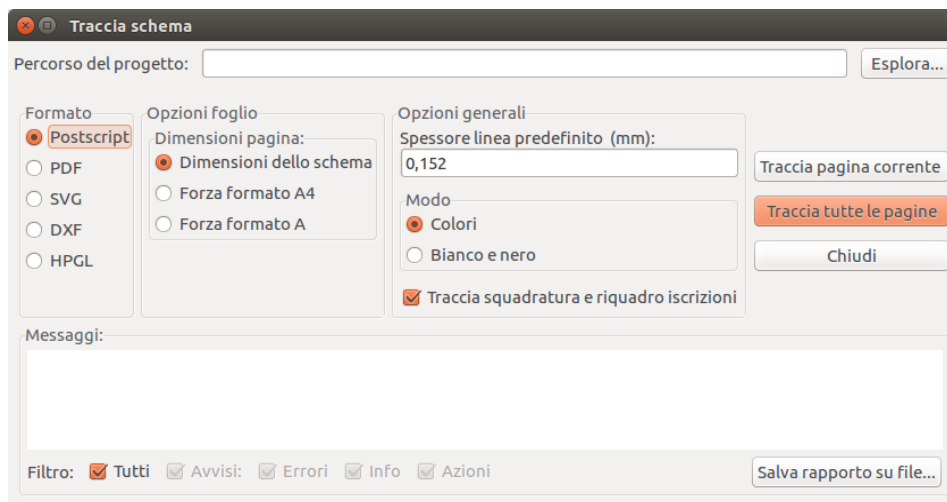 Traccia schema
Percorso del progetto:
Esplora...
Formato
Postscript
PDF
SVG
DXF
HPGL
Opzioni foglio
Dimensioni pagina:
Dimensioni dello schema
Forza formato A4
Forza formato A
Opzioni generali
Spessore linea predefinito (mm):
0,152
Modo
Colori
Bianco e nero
Traccia squadratura e riquadro iscrizioni
Traccia pagina corrente
Traccia tutte le pagine
Chiudi
Messaggi:
Filtro: Tutti Avvisi: Errori Info Azioni
Salva rapporto su file...